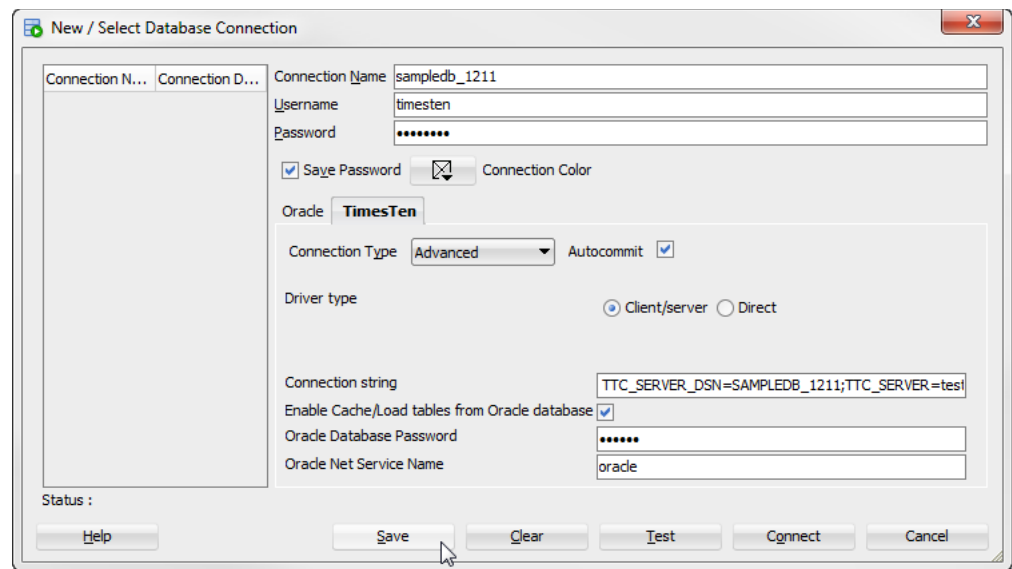 New / Select Database Connection
Connection N... Connection D...
Connection Name sampledb_1211
Username timesten
Password ••••••••
Save Password Connection Color
Oracle TimesTen
Connection Type Advanced Autocommit
Driver type Client/server Direct
Connection string TTC_SERVER_DSN=SAMPLEDB_1211;TTC_SERVER=test
Enable Cache/Load tables from Oracle database
Oracle Database Password ••••••
Oracle Net Service Name oracle
Status :
Help Save Clear Test Connect Cancel